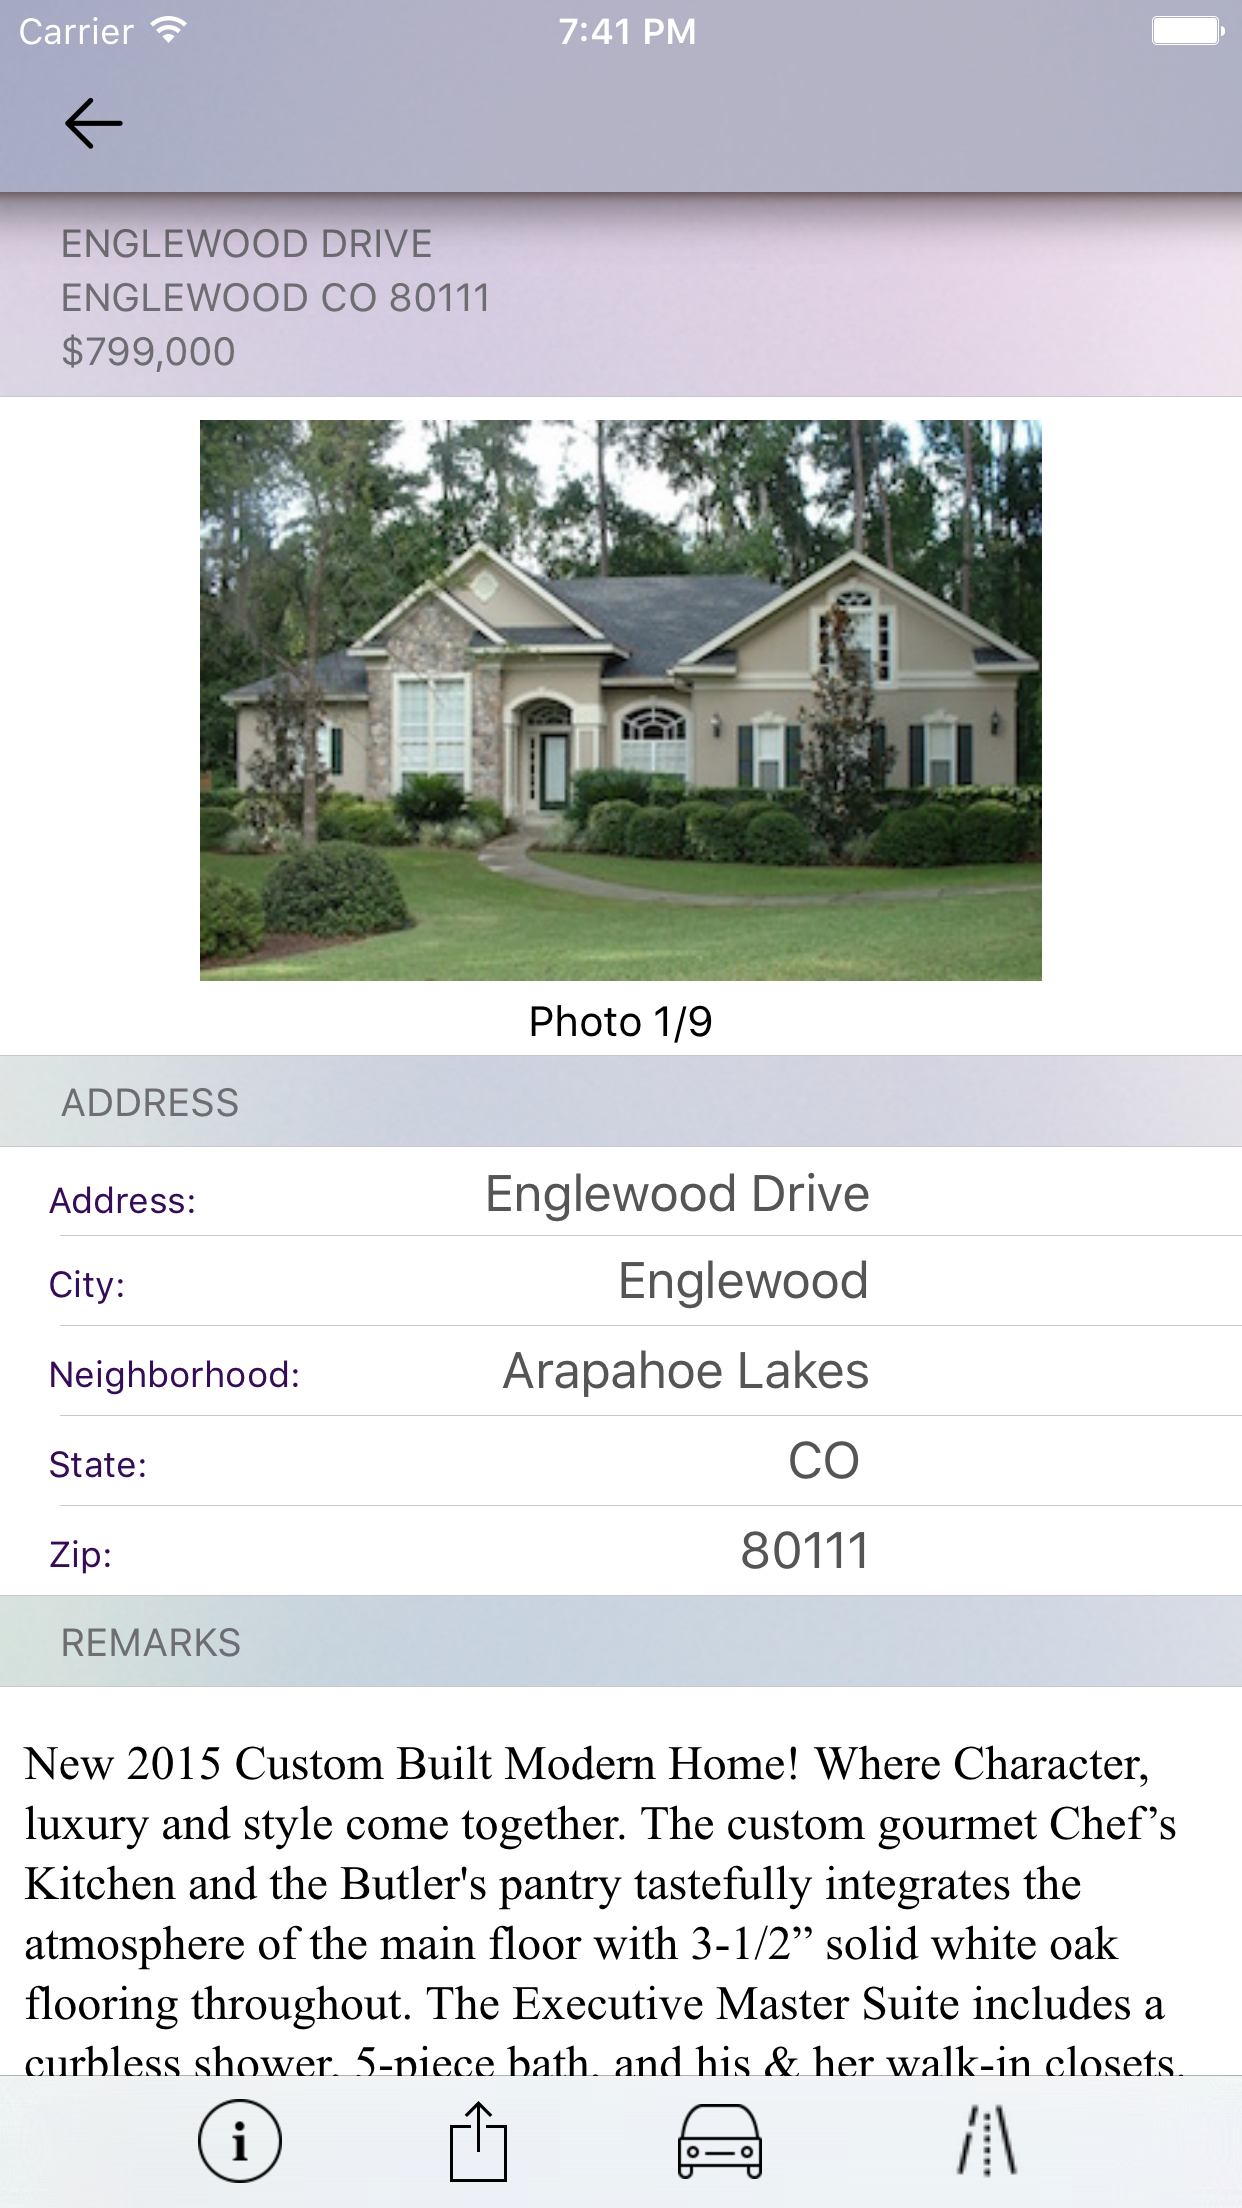 Carrier 7:41 PM
ENGLEWOOD DRIVE
ENGLEWOOD CO 80111
$799,000
Photo 1/9
ADDRESS
Address: Englewood Drive
City: Englewood
Neighborhood: Arapahoe Lakes
State: CO
Zip: 80111
REMARKS
New 2015 Custom Built Modern Home! Where Character,
luxury and style come together. The custom gourmet Chef’s
Kitchen and the Butler's pantry tastefully integrates the
atmosphere of the main floor with 3-1/2” solid white oak
flooring throughout. The Executive Master Suite includes a
curbless shower, 5-piece bath, and his & her walk-in closets.